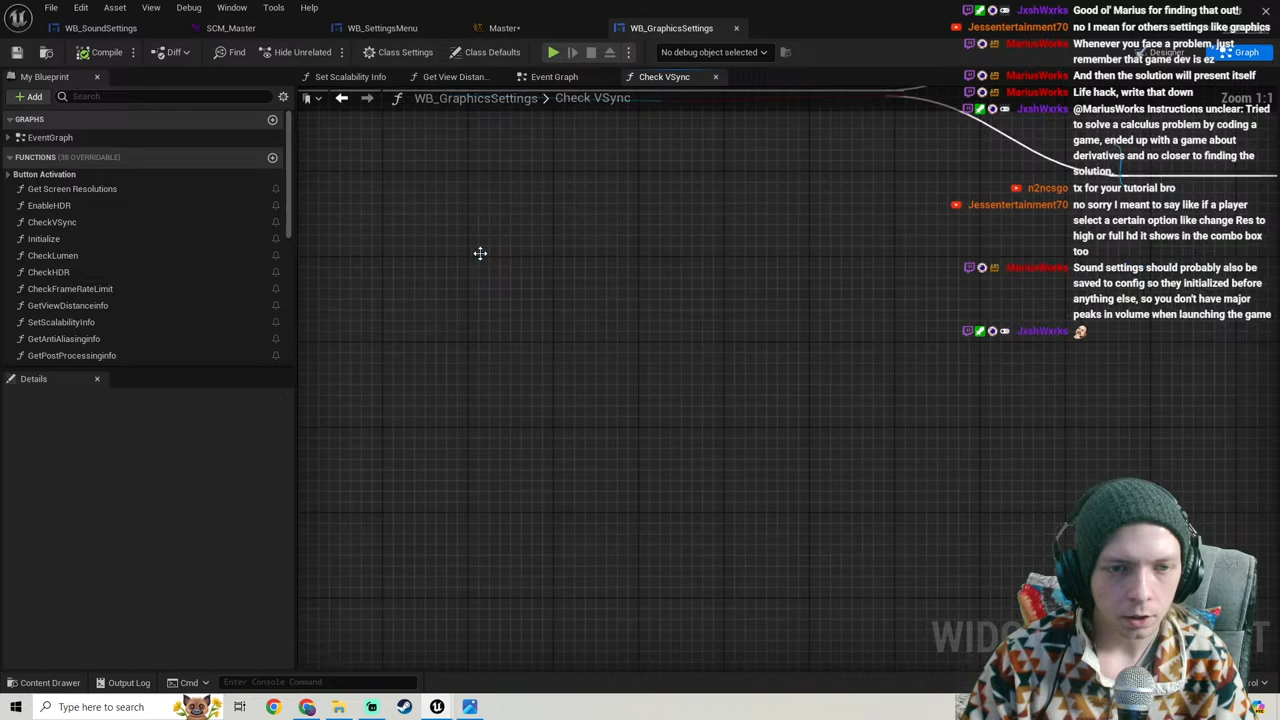 File Edit Asset View Debug Window Tools Help
WB_SoundSettings SCM_Master WB_SettingsMenu Master• WB_GraphicsSettings
Compile Diff Find Hide Unrelated Class Settings Class Defaults No debug object selected Designer Graph
My Blueprint
Add Search
GRAPHS
EventGraph
FUNCTIONS (38 OVERRIDABLE)
Button Activation
Get Screen Resolutions
EnableHDR
CheckVSync
Initialize
CheckLumen
CheckHDR
CheckFrameRateLimit
GetViewDistanceinfo
SetScalabilityInfo
GetAntiAliasinginfo
GetPostProcessinginfo
Details
Set Scalability Info Get View Distan... Event Graph Check VSync
WB_GraphicsSettings > Check VSync
Zoom 1:1
JxshWxrks Good ol' Marius for finding that out!
Jessentertainment70 no I mean for others settings like graphics
MariusWorks Whenever you face a problem, just
remember that game dev is ez
MariusWorks And then the solution will present itself
MariusWorks Life hack, write that down
JxshWxrks @MariusWorks Instructions unclear: Tried
to solve a calculus problem by coding a
game, ended up with a game about
derivatives and no closer to finding the
solution.
n2ncsgo tx for your tutorial bro
Jessentertainment70 no sorry I meant to say like if a player
select a certain option like change Res to
high or full hd it shows in the combo box
too
MariusWorks Sound settings should probably also be
saved to config so they initialized before
anything else, so you don't have major
peaks in volume when launching the game
JxshWxrks
Content Drawer Output Log Cmd Enter Console Command
Type here to search